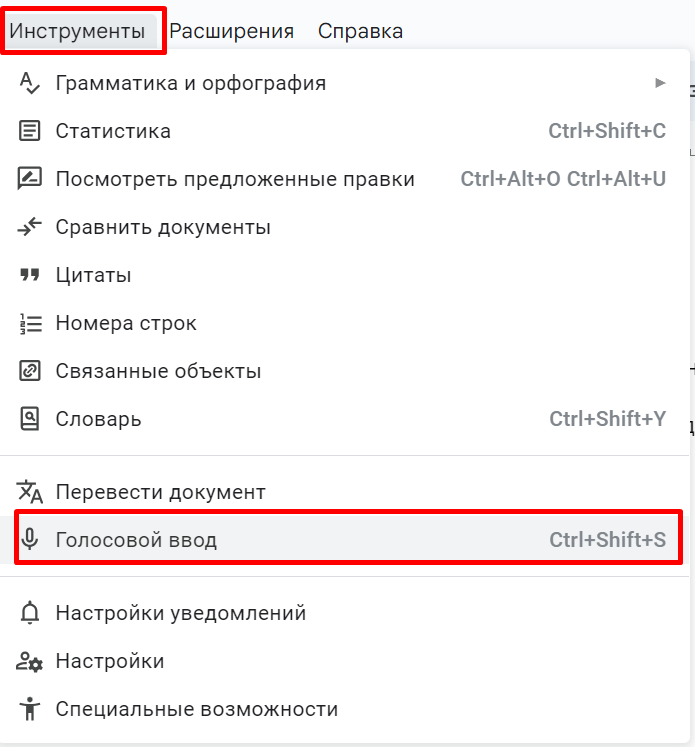 Инструменты Расширения Справка
Грамматика и орфография
Статистика Ctrl+Shift+C
Посмотреть предложенные правки Ctrl+Alt+O Ctrl+Alt+U
Сравнить документы
Цитаты
Номера строк
Связанные объекты
Словарь Ctrl+Shift+Y
Перевести документ
Голосовой ввод Ctrl+Shift+S
Настройки уведомлений
Настройки
Специальные возможности